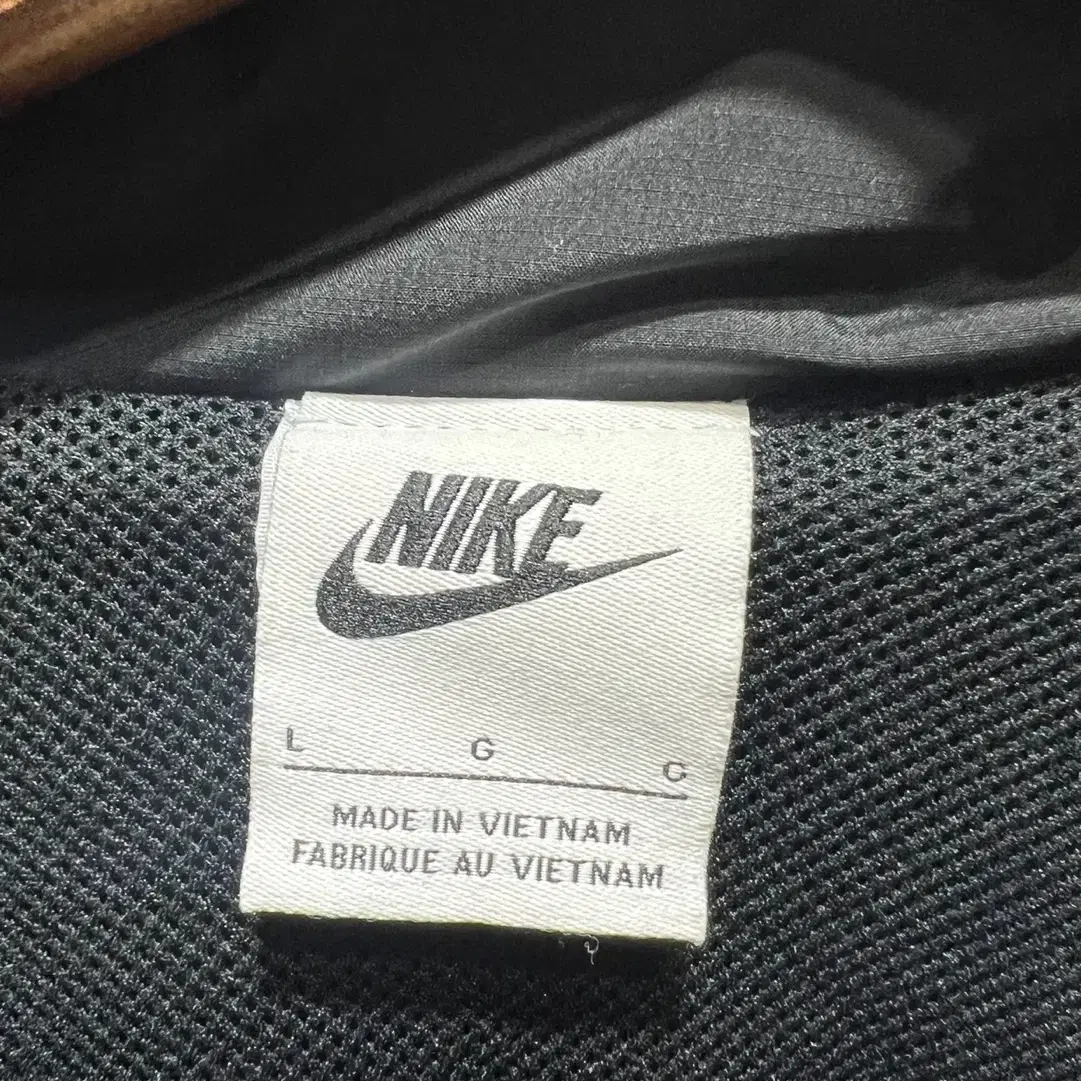 NIKE
L G G
MADE IN VIETNAM
FABRIQUE AU VIETNAM